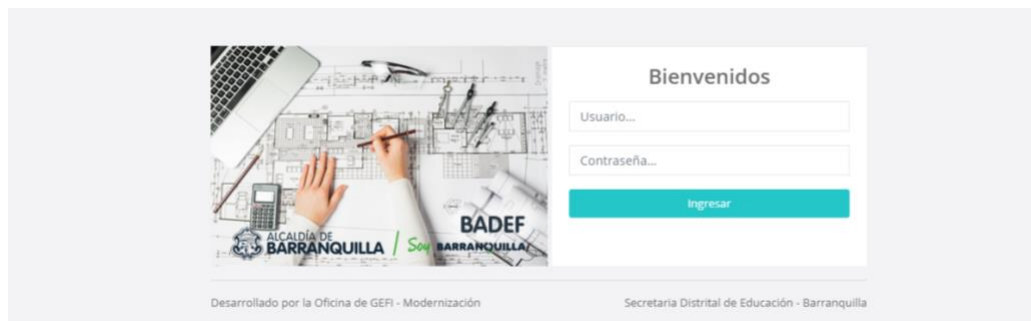 Bienvenidos
Usuario...
Contraseña...
Ingresar
BADEF
ALCALDÍA DE
BARRANQUILLA / Soy BARRANQUILLA
Desarrollado por la Oficina de GEFI - Modernización
Secretaria Distrital de Educación - Barranquilla